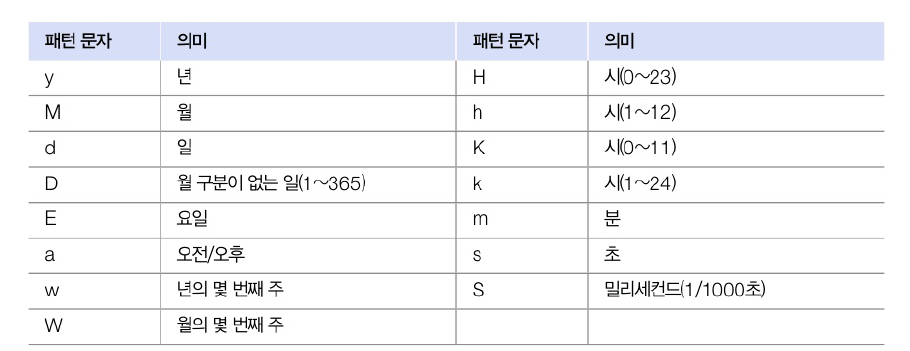 패턴 문자 의미 패턴 문자 의미
y 년 H 시(0~23)
M 월 h 시(1~12)
d 일 K 시(0~11)
D 월 구분이 없는 일(1~365) k 시(1~24)
E 요일 m 분
a 오전/오후 s 초
w 년의 몇 번째 주 S 밀리세컨드(1/1000초)
W 월의 몇 번째 주